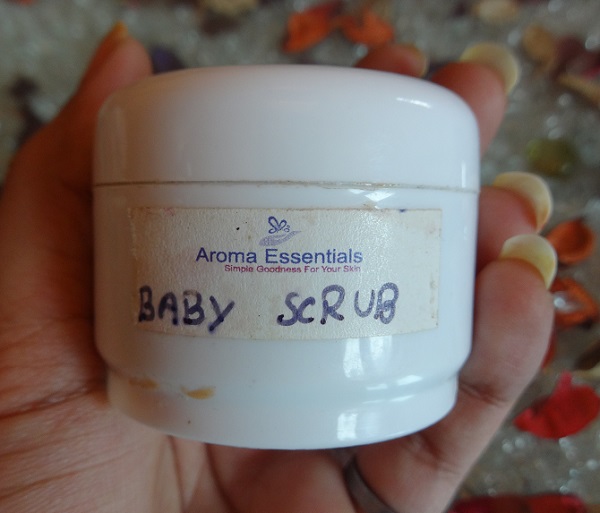 Aroma Essentials
Simple Goodness For Your Skin
BABY SCRUB